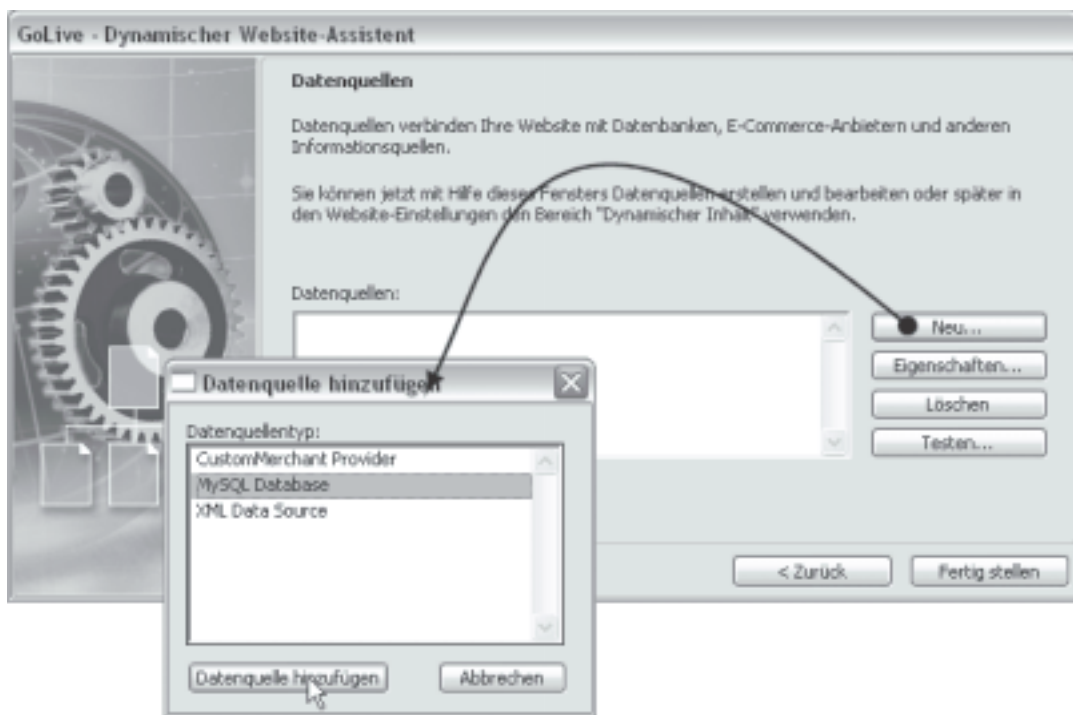 GoLive - Dynamischer Website-Assistent
Datenquellen
Datenquellen verbinden Ihre Website mit Datenbanken, E-Commerce-Anbietern und anderen
Informationsquellen.
Sie können jetzt mit Hilfe dieses Fensters Datenquellen erstellen und bearbeiten oder später in
den Website-Einstellungen den Bereich "Dynamischer Inhalt" verwenden.
Datenquellen:
Neu...
Eigenschaften...
Löschen
Testen...
Datenquelle hinzufügen
Datenquellentyp:
CustomMerchant Provider
MySQL Database
XML Data Source
Datenquelle hinzufügen
Abbrechen
< Zurück
Fertig stellen